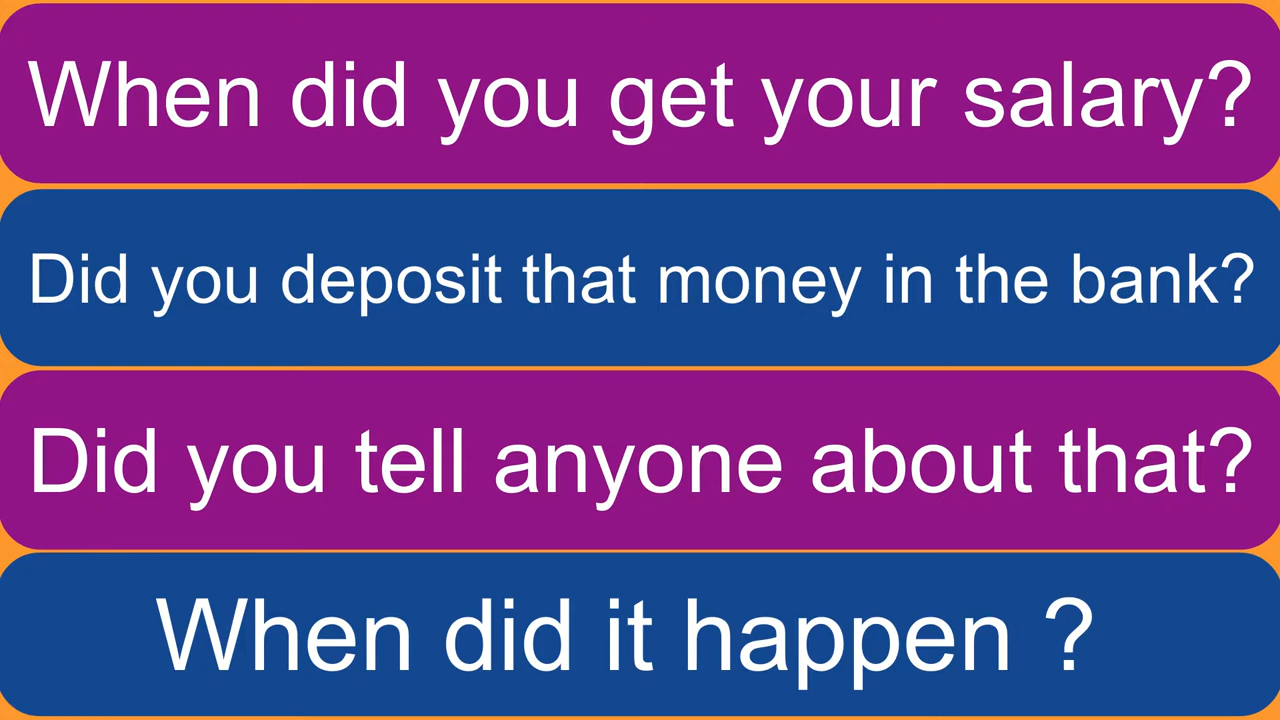 When did you get your salary?
Did you deposit that money in the bank?
Did you tell anyone about that?
When did it happen ?